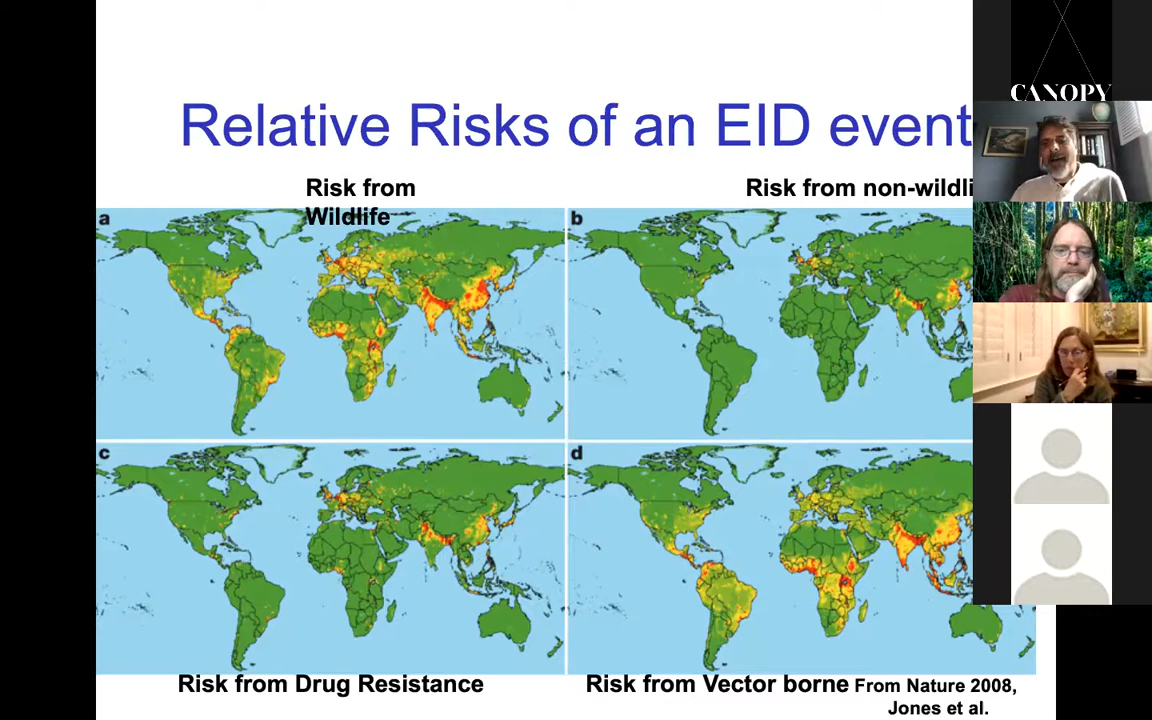 CANOPY
Relative Risks of an EID event
Risk from
Wildlife
Risk from non-wildli
a
b
c
d
Risk from Drug Resistance
Risk from Vector borne From Nature 2008,
Jones et al.